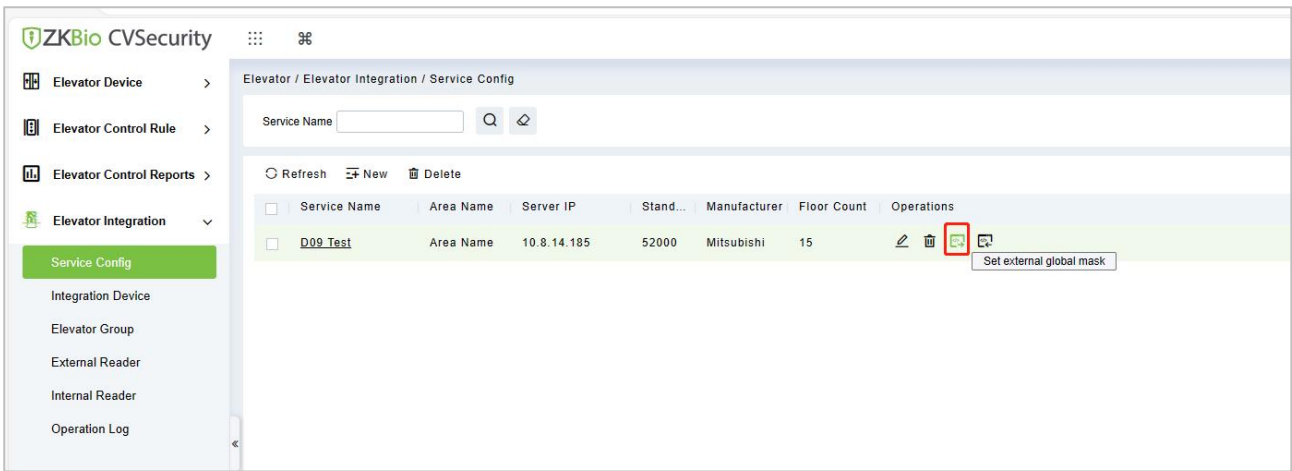 ZKBio CVSecurity
Elevator Device
Elevator Control Rule
Elevator Control Reports
Elevator Integration
Service Config
Integration Device
Elevator Group
External Reader
Internal Reader
Operation Log
Elevator / Elevator Integration / Service Config
Service Name
Refresh New Delete
Service Name Area Name Server IP Stand... Manufacturer Floor Count Operations
D09 Test Area Name 10.8.14.185 52000 Mitsubishi 15
Set external global mask